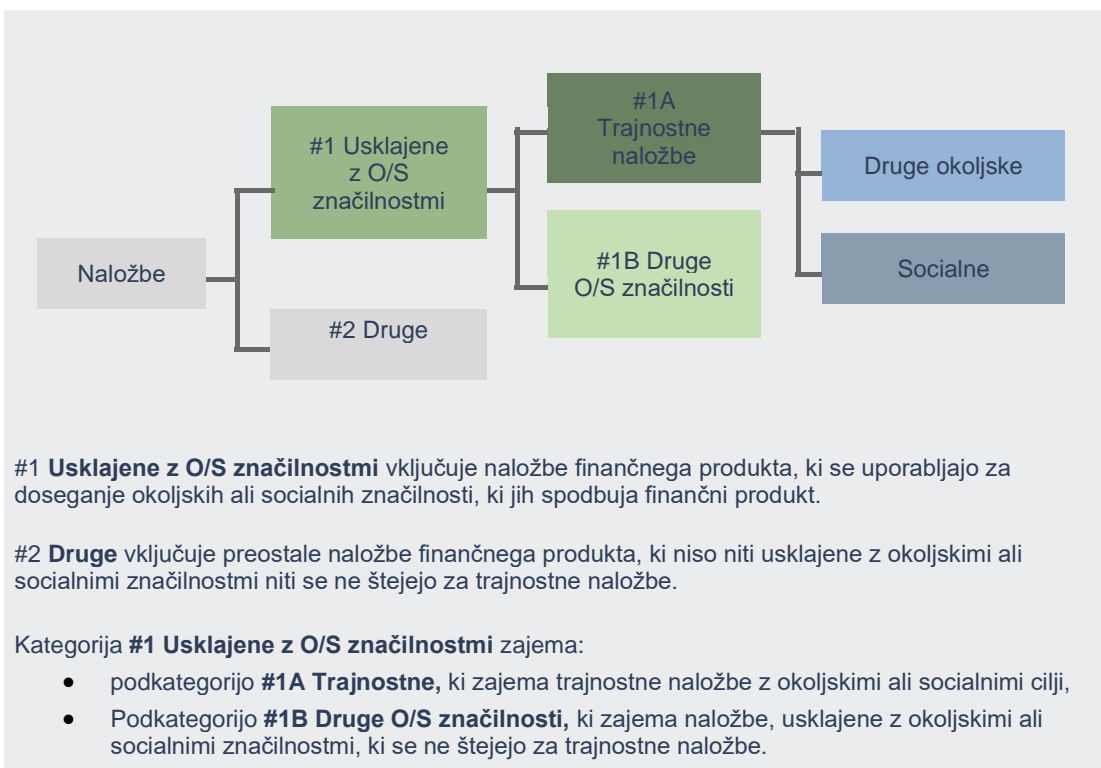 #1A
Trajnostne
naložbe
#1 Usklajene
z O/S
značilnostmi
Druge okoljske
#1B Druge
O/S značilnosti
Socialne
Naložbe
#2 Druge
#1 Usklajene z O/S značilnostmi vključuje naložbe finančnega produkta, ki se uporabljajo za
doseganje okoljskih ali socialnih značilnosti, ki jih spodbuja finančni produkt.
#2 Druge vključuje preostale naložbe finančnega produkta, ki niso niti usklajene z okoljskimi ali
socialnimi značilnostmi niti se ne štejejo za trajnostne naložbe.
Kategorija #1 Usklajene z O/S značilnostmi zajema:
• podkategorijo #1A Trajnostne, ki zajema trajnostne naložbe z okoljskimi ali socialnimi cilji,
• Podkategorijo #1B Druge O/S značilnosti, ki zajema naložbe, usklajene z okoljskimi ali
socialnimi značilnostmi, ki se ne štejejo za trajnostne naložbe.